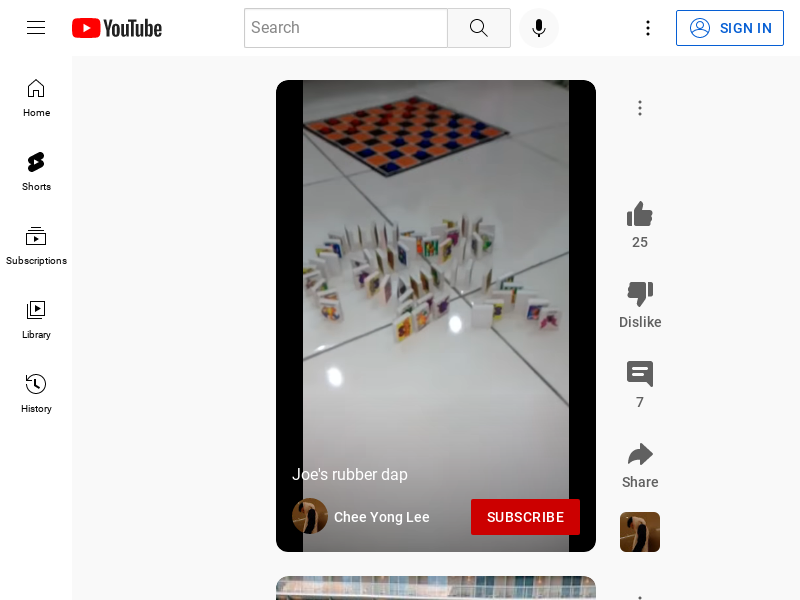 YouTube
Search
SIGN IN
Home
Shorts
Subscriptions
Library
History
25
Dislike
7
Share
Joe's rubber dap
Chee Yong Lee
SUBSCRIBE